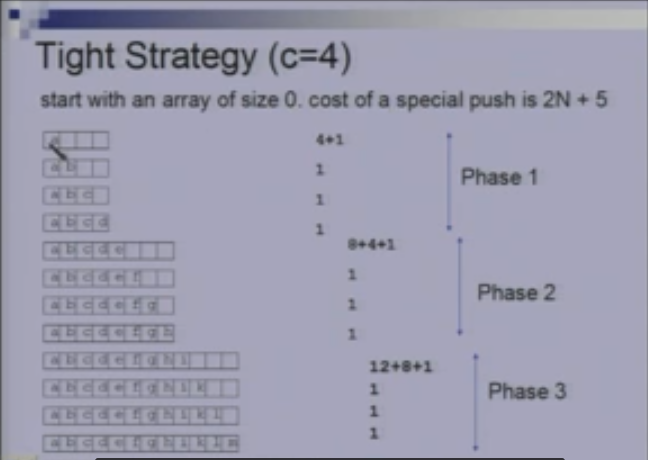 Tight Strategy (c=4)
start with an array of size 0. cost of a special push is 2N + 5
a 4+1
a b 1
a b c 1
a b c d 1
Phase 1
a b c d e 8+4+1
a b c d e f 1
a b c d e f g 1
a b c d e f g h 1
Phase 2
a b c d e f g h i 12+8+1
a b c d e f g h i k 1
a b c d e f g h i k l 1
a b c d e f g h i k l m 1
Phase 3